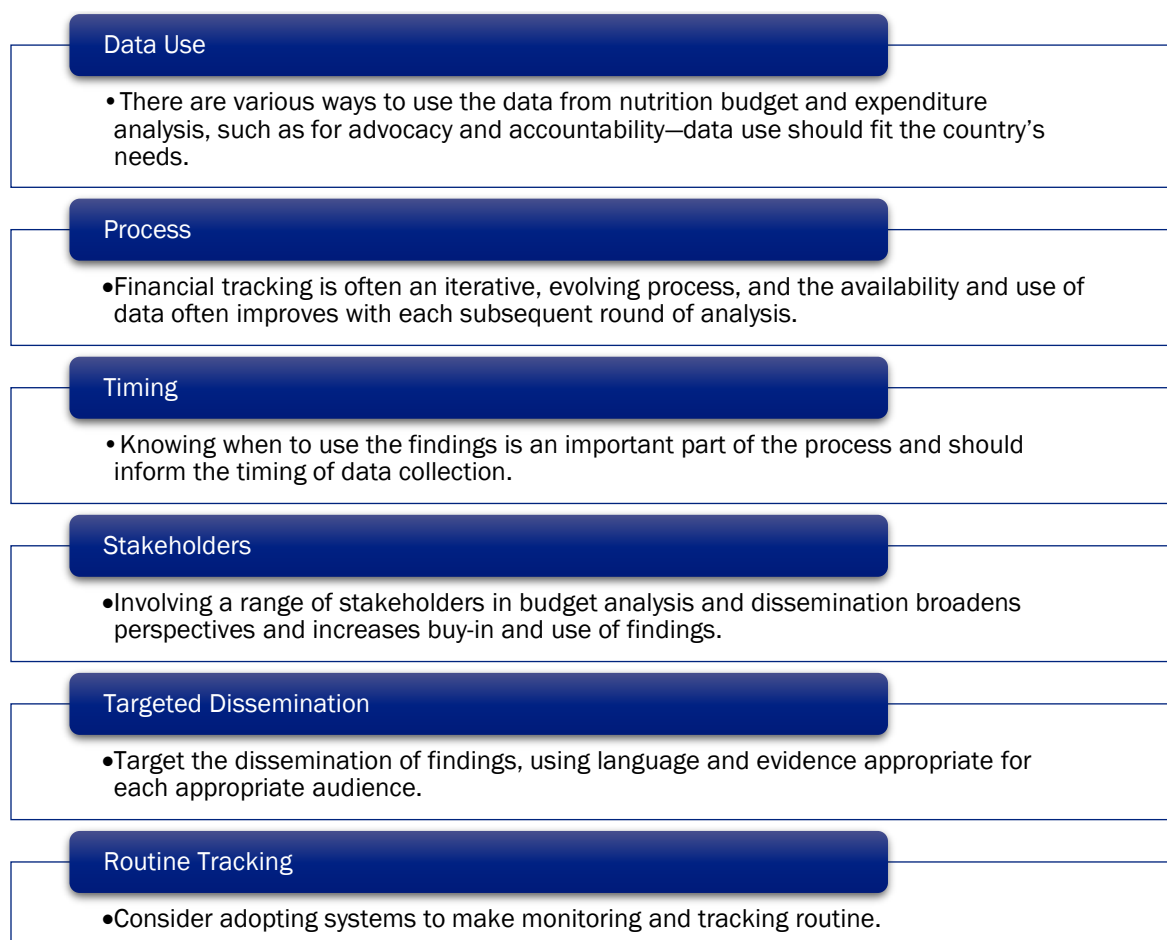 Data Use
•There are various ways to use the data from nutrition budget and expenditure
analysis, such as for advocacy and accountability—data use should fit the country's
needs.
Process
•Financial tracking is often an iterative, evolving process, and the availability and use of
data often improves with each subsequent round of analysis.
Timing
•Knowing when to use the findings is an important part of the process and should
inform the timing of data collection.
Stakeholders
•Involving a range of stakeholders in budget analysis and dissemination broadens
perspectives and increases buy-in and use of findings.
Targeted Dissemination
•Target the dissemination of findings, using language and evidence appropriate for
each appropriate audience.
Routine Tracking
•Consider adopting systems to make monitoring and tracking routine.